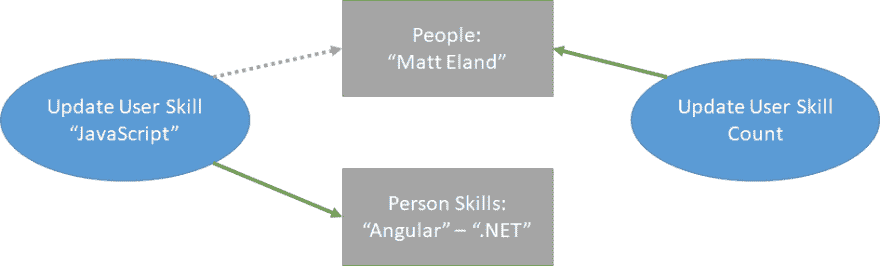 People:
“Matt Eland”
Update User Skill
“JavaScript”
Update User Skill
Count
Person Skills:
“Angular” – “.NET”